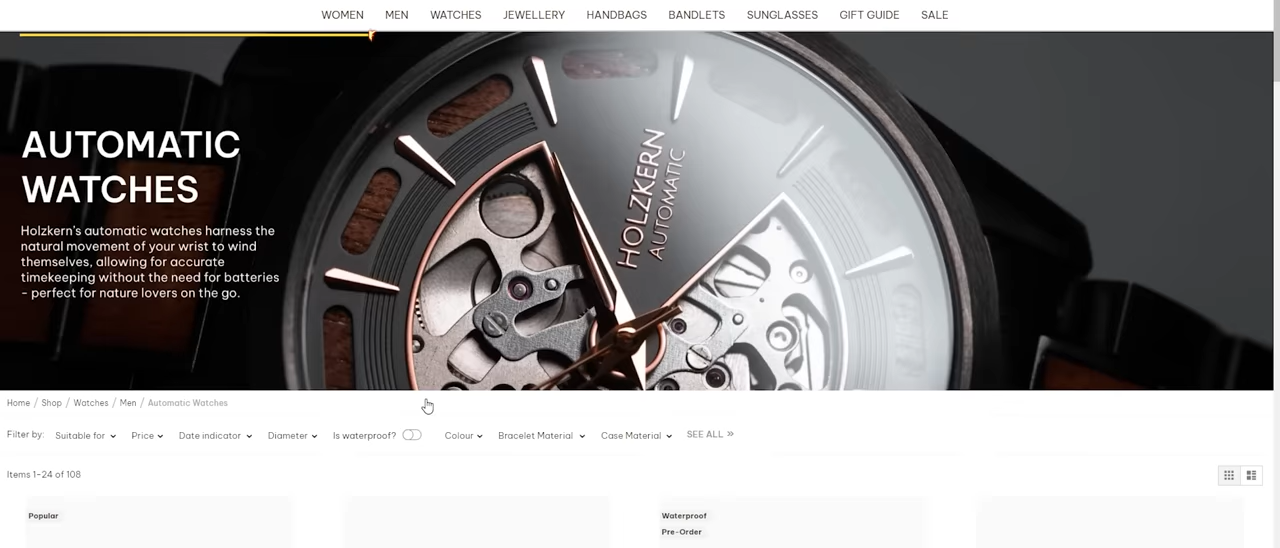 WOMEN MEN WATCHES JEWELLERY HANDBAGS BANDLETS SUNGLASSES GIFT GUIDE SALE
AUTOMATIC
WATCHES
Holzkern's automatic watches harness the
natural movement of your wrist to wind
themselves, allowing for accurate
timekeeping without the need for batteries
- perfect for nature lovers on the go.
HOLZKERN
AUTOMATIC
Home / Shop / Watches / Men / Automatic Watches
Filter by: Suitable for Price Date indicator Diameter Is waterproof? Colour Bracelet Material Case Material SEE ALL »
Items 1-24 of 108
Popular
Waterproof
Pre-Order